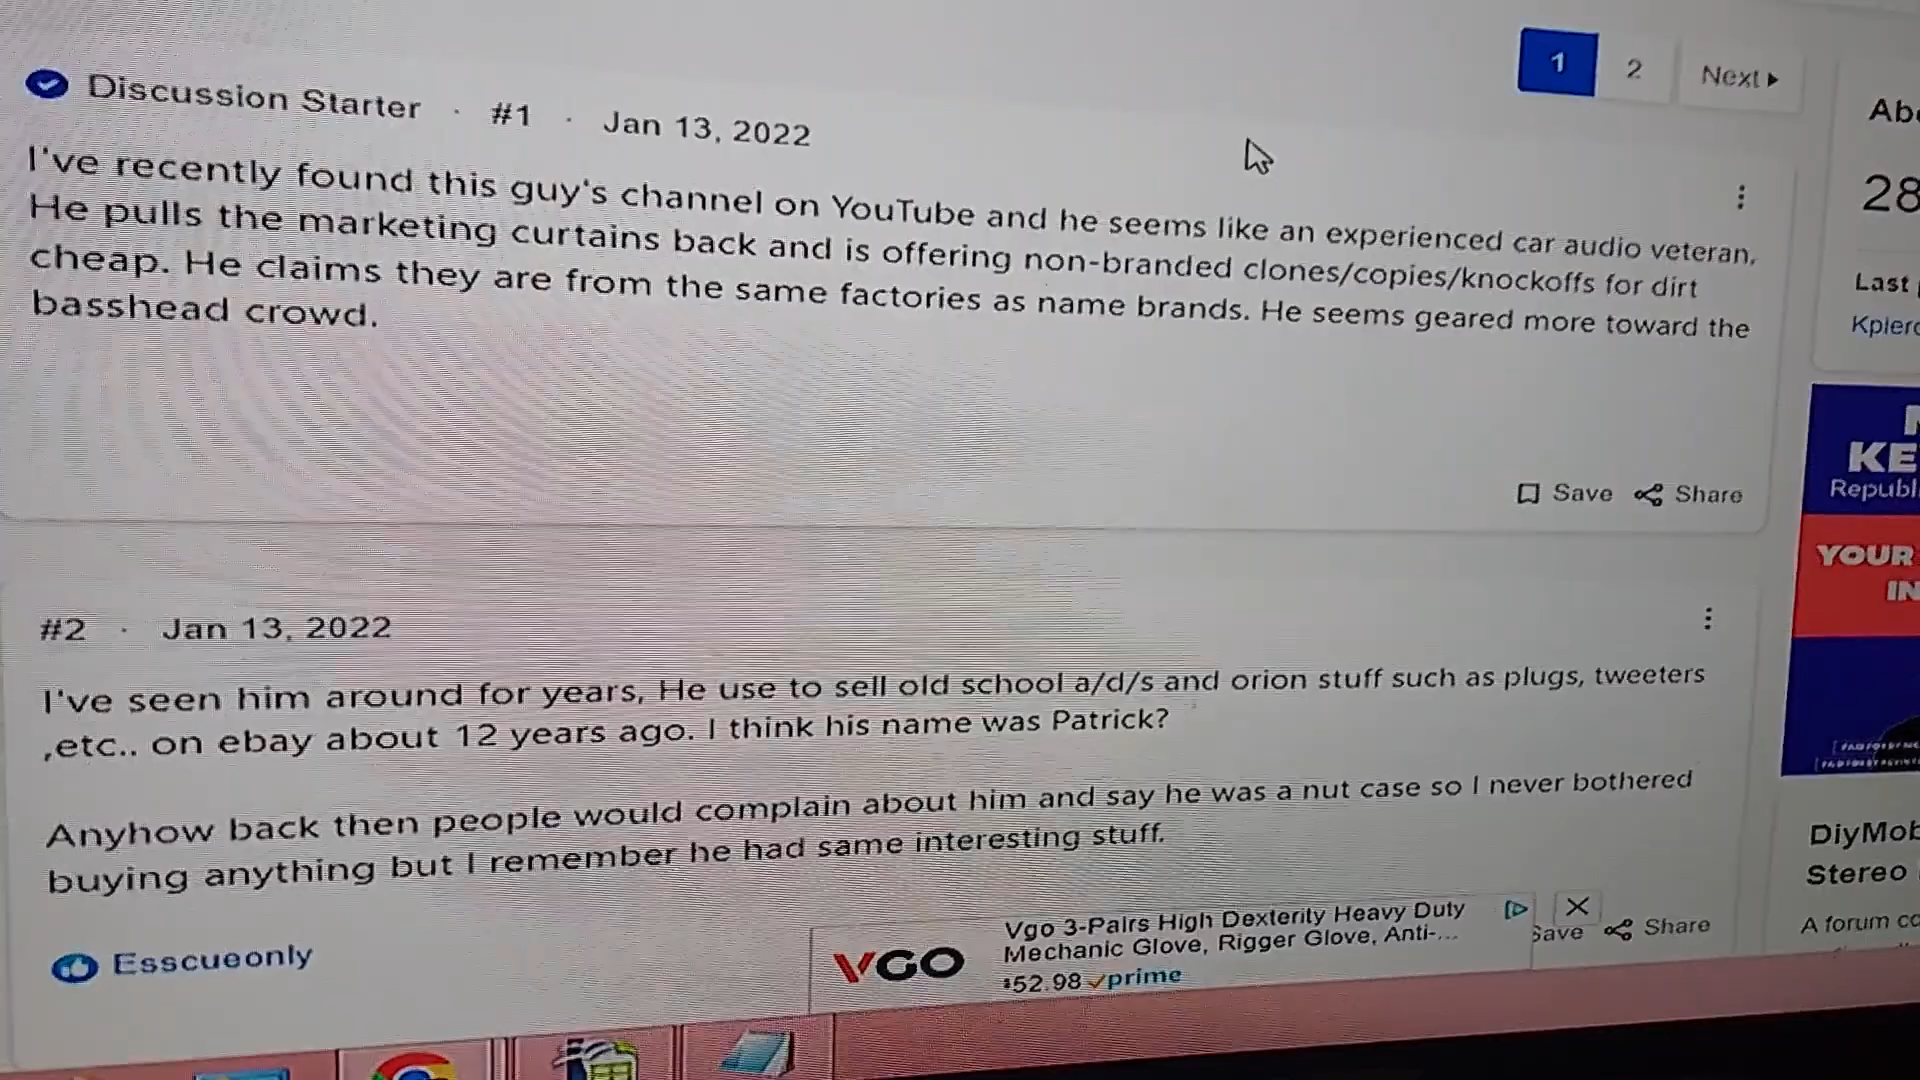 1 2 Next
Discussion Starter · #1 · Jan 13, 2022
I've recently found this guy's channel on YouTube and he seems like an experienced car audio veteran,
He pulls the marketing curtains back and is offering non-branded clones/copies/knockoffs for dirt
cheap. He claims they are from the same factories as name brands. He seems geared more toward the
basshead crowd.
Save Share
#2 · Jan 13, 2022
I've seen him around for years, He use to sell old school a/d/s and orion stuff such as plugs, tweeters
,etc.. on ebay about 12 years ago. I think his name was Patrick?
Anyhow back then people would complain about him and say he was a nut case so I never bothered
buying anything but I remember he had same interesting stuff.
Esscueonly
VGO
Vgo 3-Pairs High Dexterity Heavy Duty
Mechanic Glove, Rigger Glove, Anti-...
$52.98 prime
Save Share
28
Last
YOUR
IN
DiyMob
Stereo
A forum